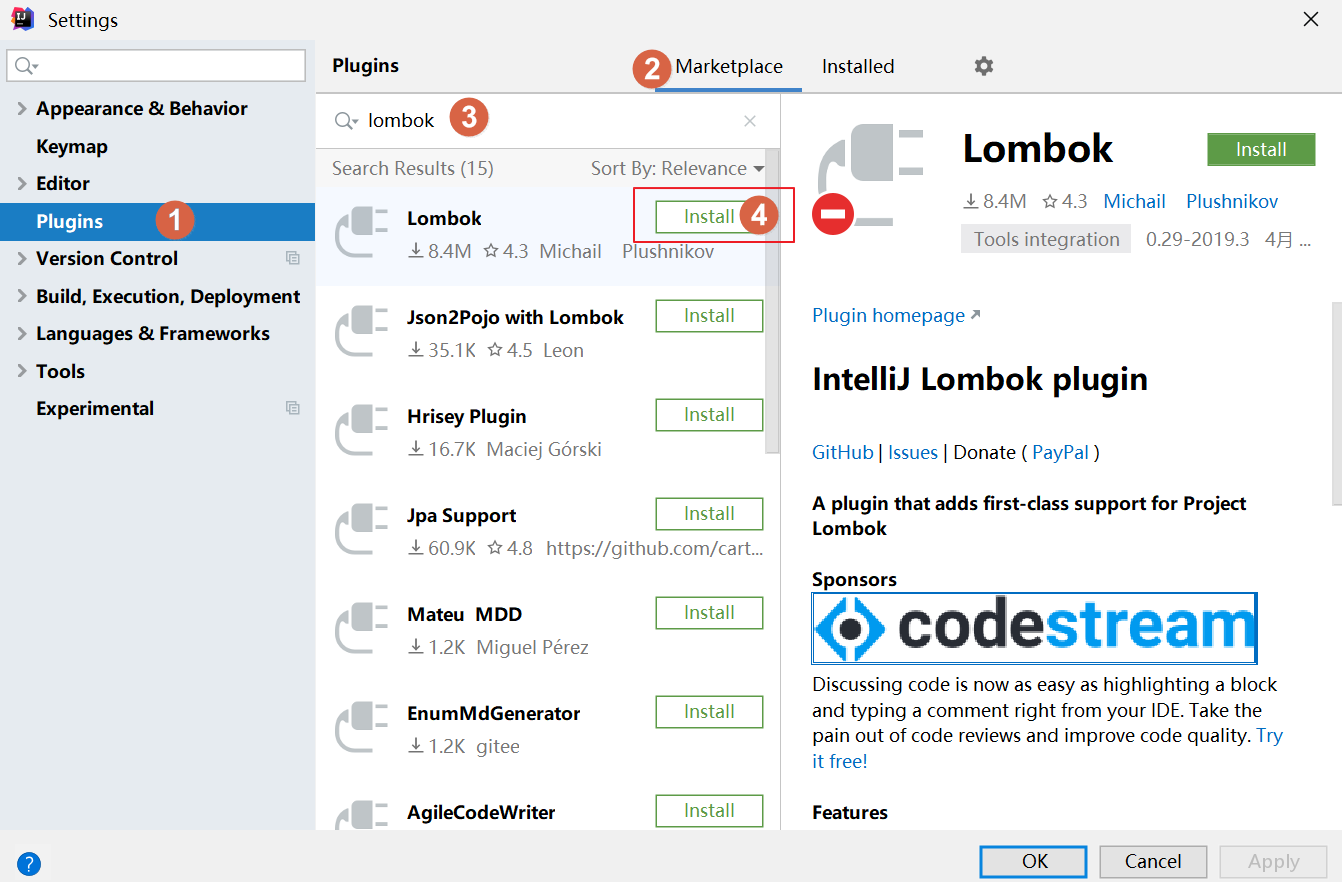 Settings
Appearance & Behavior
Keymap
Editor
Plugins 1
Version Control
Build, Execution, Deployment
Languages & Frameworks
Tools
Experimental
Plugins
2 Marketplace
Installed
lombok 3
Search Results (15)
Sort By: Relevance
Lombok
Install 4
8.4M 4.3 Michail Plushnikov
Json2Pojo with Lombok
Install
35.1K 4.5 Leon
Hrisey Plugin
Install
16.7K Maciej Górski
Jpa Support
Install
60.9K 4.8 https://github.com/cart...
Mateu MDD
Install
1.2K Miguel Pérez
EnumMdGenerator
Install
1.2K gitee
AgileCodeWriter
Install
Lombok
Install
8.4M 4.3 Michail Plushnikov
Tools integration 0.29-2019.3 4月 ...
Plugin homepage
IntelliJ Lombok plugin
GitHub | Issues | Donate ( PayPal )
A plugin that adds first-class support for Project
Lombok
Sponsors
codestream
Discussing code is now as easy as highlighting a block
and typing a comment right from your IDE. Take the
pain out of code reviews and improve code quality. Try
it free!
Features
?
OK
Cancel
Apply